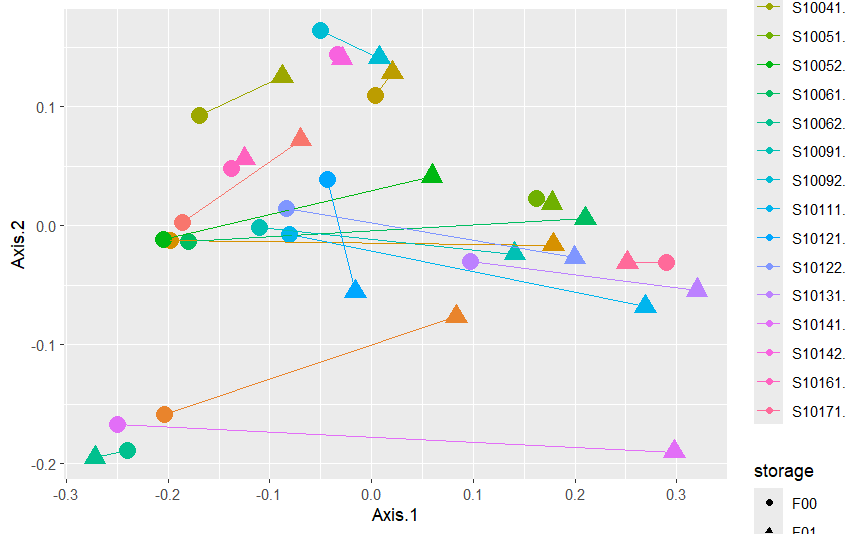 S10041.
S10051.
S10052.
S10061.
S10062.
S10091.
S10092.
S10111.
S10121.
S10122.
S10131.
S10141.
S10142.
S10161.
S10171.
storage
F00
F01
Axis.2
0.1
0.0
-0.1
-0.2
-0.3 -0.2 -0.1 0.0 0.1 0.2 0.3
Axis.1